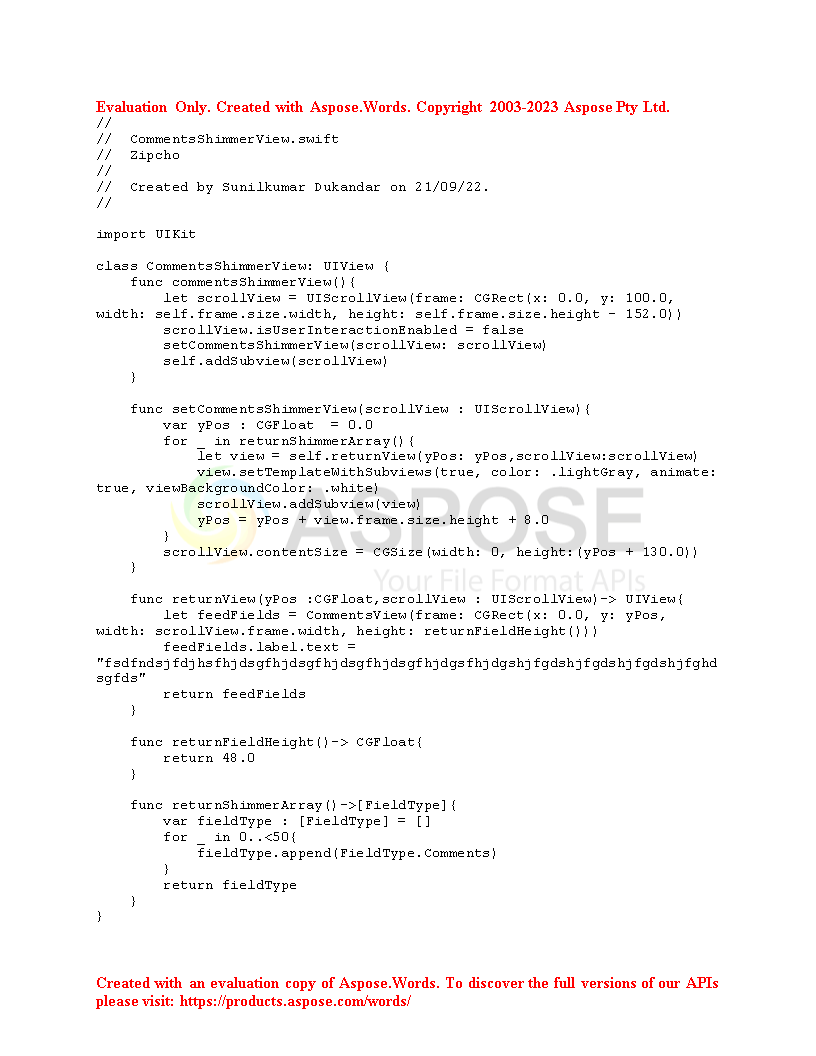 Evaluation Only. Created with Aspose.Words. Copyright 2003-2023 Aspose Pty Ltd.
//
//  CommentsShimmerView.swift
//  Zipcho
//
//  Created by Sunilkumar Dukandar on 21/09/22.
//
import UIKit
class CommentsShimmerView: UIView {
    func commentsShimmerView(){
        let scrollView = UIScrollView(frame: CGRect(x: 0.0, y: 100.0,
width: self.frame.size.width, height: self.frame.size.height - 152.0))
        scrollView.isUserInteractionEnabled = false
        setCommentsShimmerView(scrollView: scrollView)
        self.addSubview(scrollView)
    }
    func setCommentsShimmerView(scrollView : UIScrollView){
        var yPos : CGFloat  = 0.0
        for _ in returnShimmerArray(){
            let view = self.returnView(yPos: yPos,scrollView:scrollView)
            view.setTemplateWithSubviews(true, color: .lightGray, animate:
true, viewBackgroundColor: .white)
            scrollView.addSubview(view)
            yPos = yPos + view.frame.size.height + 8.0
        }
        scrollView.contentSize = CGSize(width: 0, height:(yPos + 130.0))
    }
ASPOSE
Your File Format APIs
    func returnView(yPos :CGFloat,scrollView : UIScrollView)-> UIView{
        let feedFields = CommentsView(frame: CGRect(x: 0.0, y: yPos,
width: scrollView.frame.width, height: returnFieldHeight()))
        feedFields.label.text =
"fsdfndsjfdjhsfhjdsgfhjdsgfhjdsgfhjdsgfhjdgsfhjdgshjfgdshjfgdshjfgdshjfghd
sgfds"
        return feedFields
    }
    func returnFieldHeight()-> CGFloat{
        return 48.0
    }
    func returnShimmerArray()->[FieldType]{
        var fieldType : [FieldType] = []
        for _ in 0..<50{
            fieldType.append(FieldType.Comments)
        }
        return fieldType
    }
}
Created with an evaluation copy of Aspose.Words. To discover the full versions of our APIs
please visit: https://products.aspose.com/words/